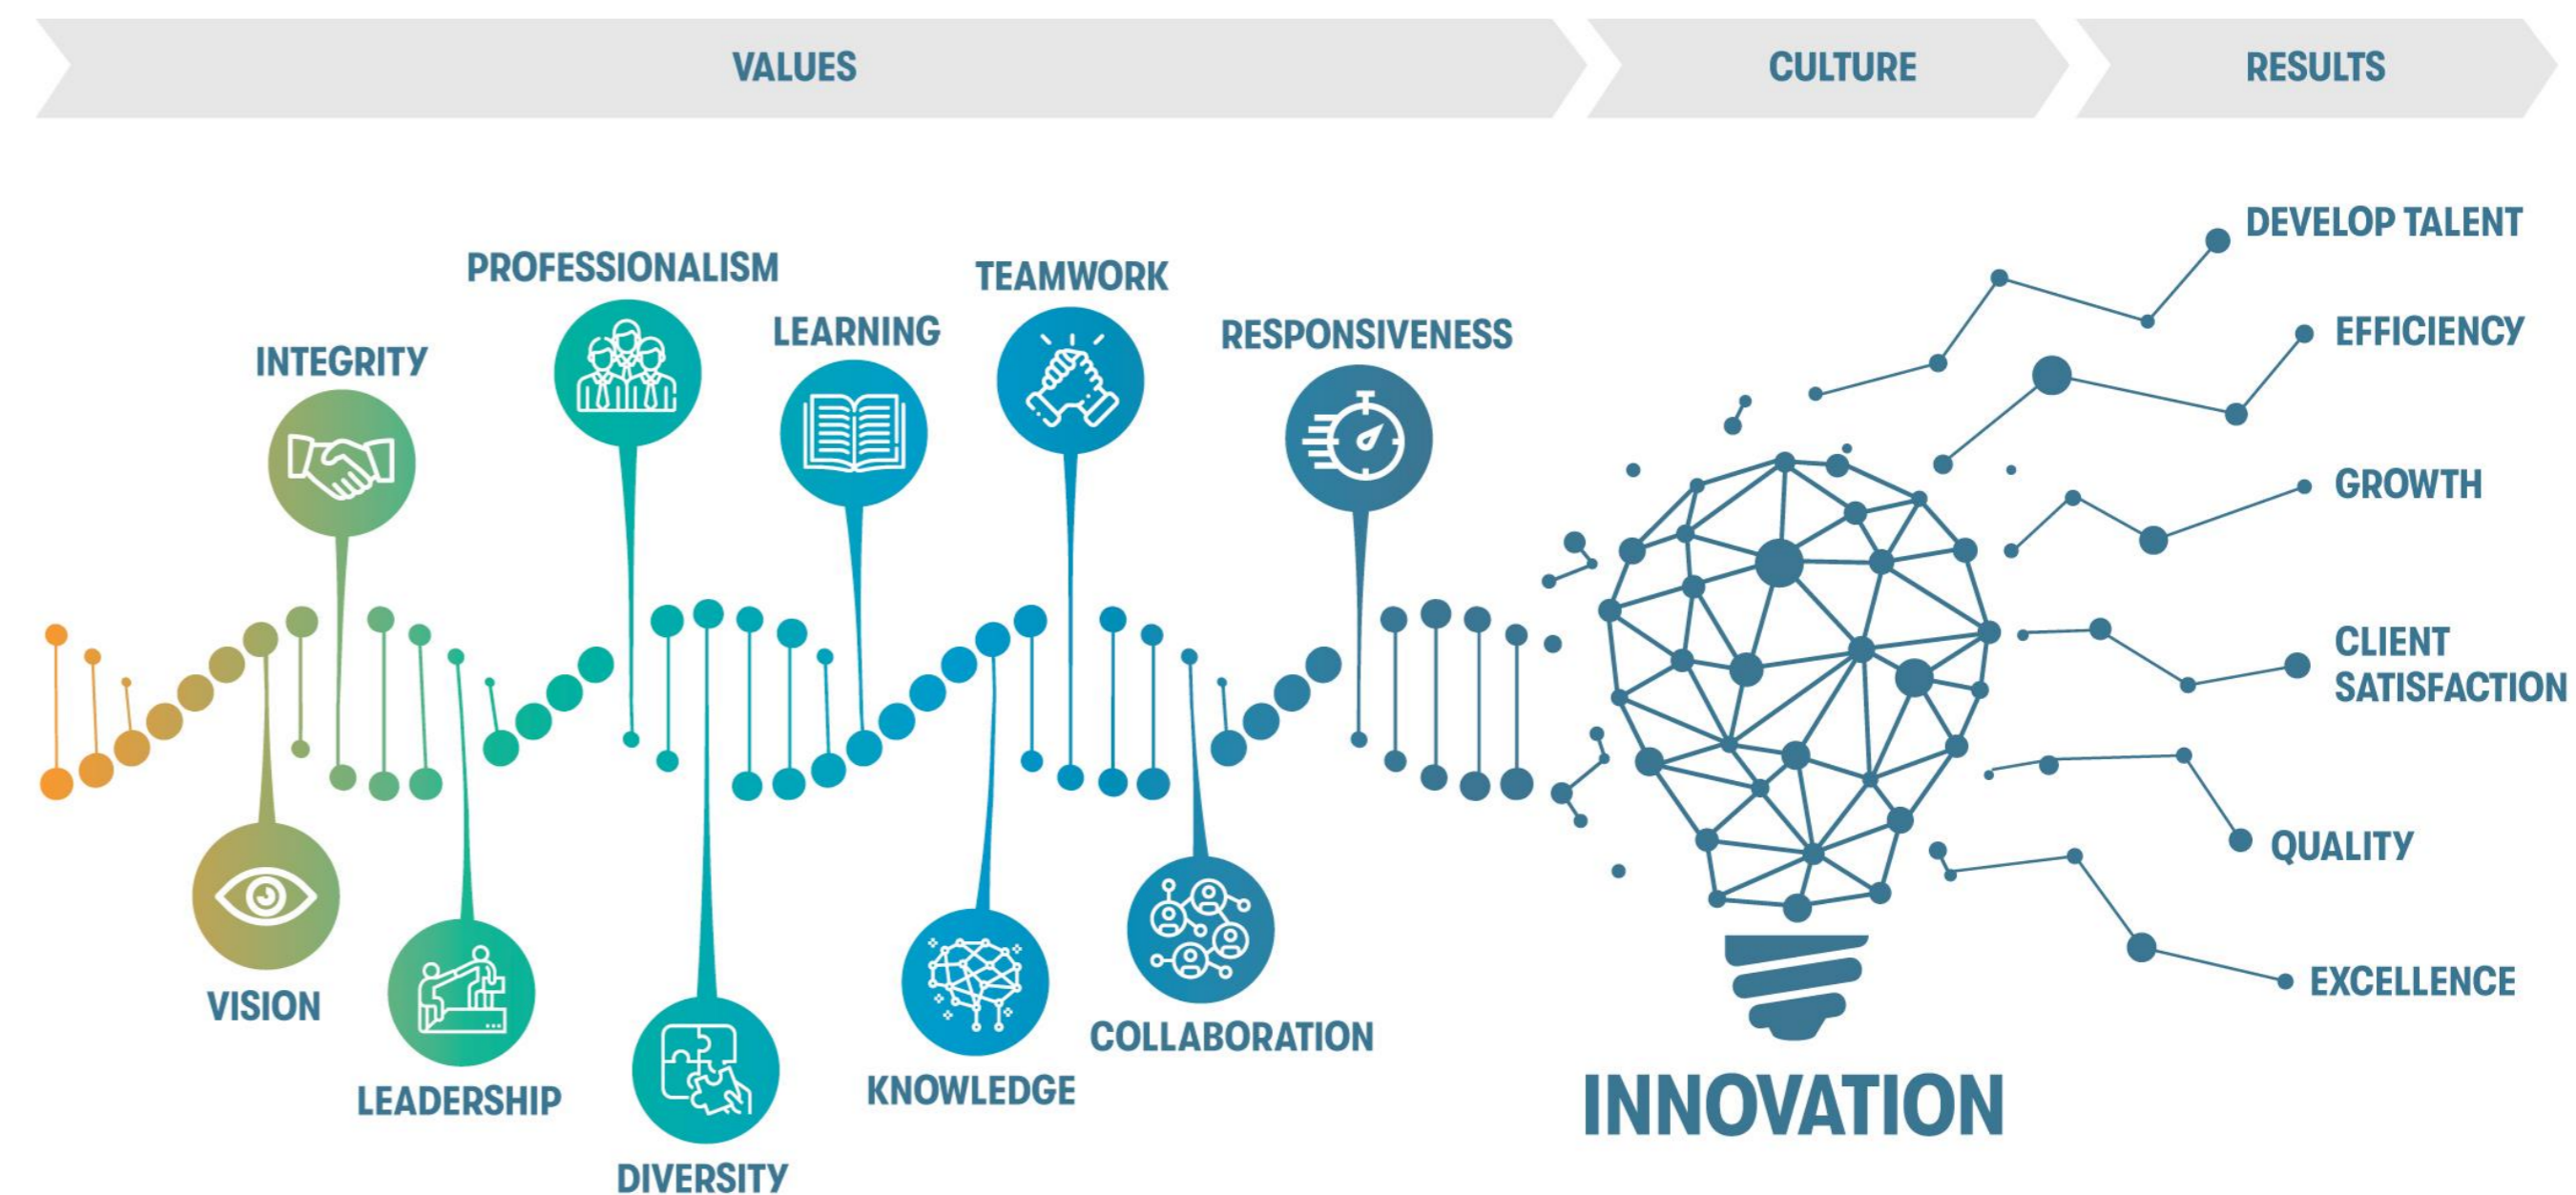 VALUES
CULTURE
RESULTS
INTEGRITY
PROFESSIONALISM
LEARNING
TEAMWORK
RESPONSIVENESS
VISION
LEADERSHIP
DIVERSITY
KNOWLEDGE
COLLABORATION
INNOVATION
DEVELOP TALENT
EFFICIENCY
GROWTH
CLIENT
SATISFACTION
QUALITY
EXCELLENCE